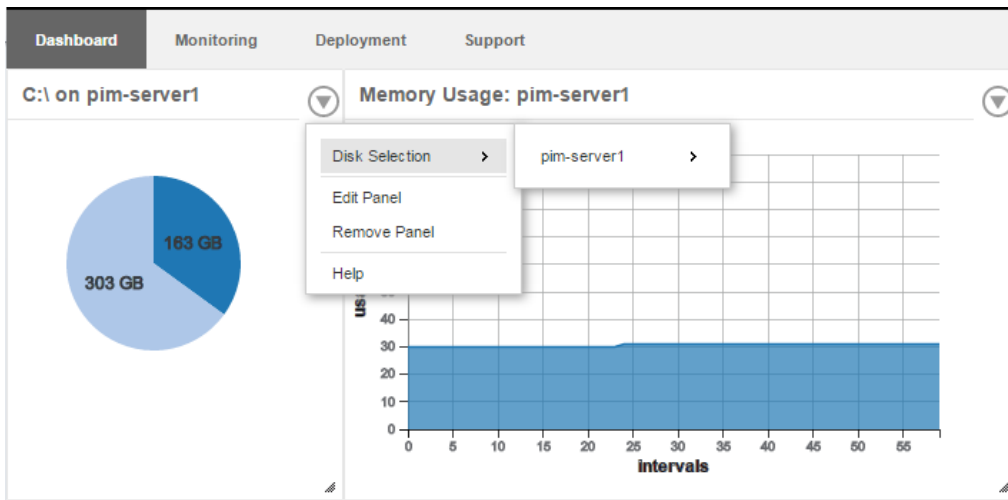 Dashboard Monitoring Deployment Support
C:\ on pim-server1
Memory Usage: pim-server1
Disk Selection
pim-server1
Edit Panel
Remove Panel
Help
163 GB
303 GB
40
30
20
10
0
0 5 10 15 20 25 30 35 40 45 50 55
intervals